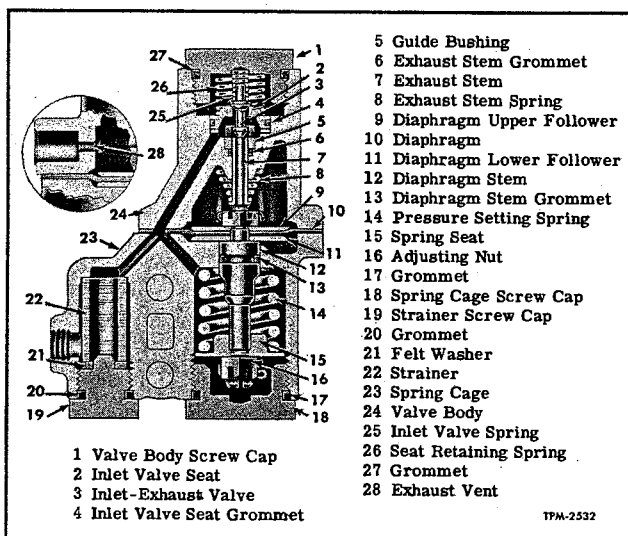 27
1
2
26
3
4
25
5
6
7
28
8
9
10
24
23
11
12
13
22
14
15
21
16
20
17
19
18
1 Valve Body Screw Cap
2 Inlet Valve Seat
3 Inlet-Exhaust Valve
4 Inlet Valve Seat Grommet
5 Guide Bushing
6 Exhaust Stem Grommet
7 Exhaust Stem
8 Exhaust Stem Spring
9 Diaphragm Upper Follower
10 Diaphragm
11 Diaphragm Lower Follower
12 Diaphragm Stem
13 Diaphragm Stem Grommet
14 Pressure Setting Spring
15 Spring Seat
16 Adjusting Nut
17 Grommet
18 Spring Cage Screw Cap
19 Strainer Screw Cap
20 Grommet
21 Felt Washer
22 Strainer
23 Spring Cage
24 Valve Body
25 Inlet Valve Spring
26 Seat Retaining Spring
27 Grommet
28 Exhaust Vent
TPM-2532